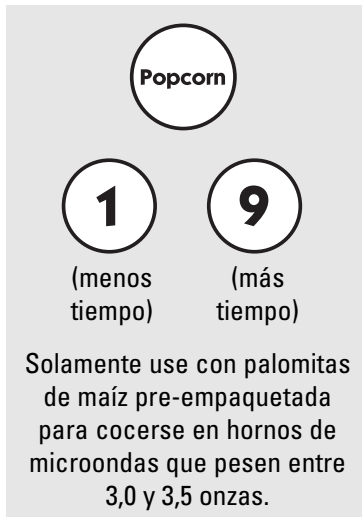 Popcorn
1 9
(menos (más
tiempo) tiempo)
Solamente use con palomitas
de maíz pre-empaquetada
para cocerse en hornos de
microondas que pesen entre
3,0 y 3,5 onzas.